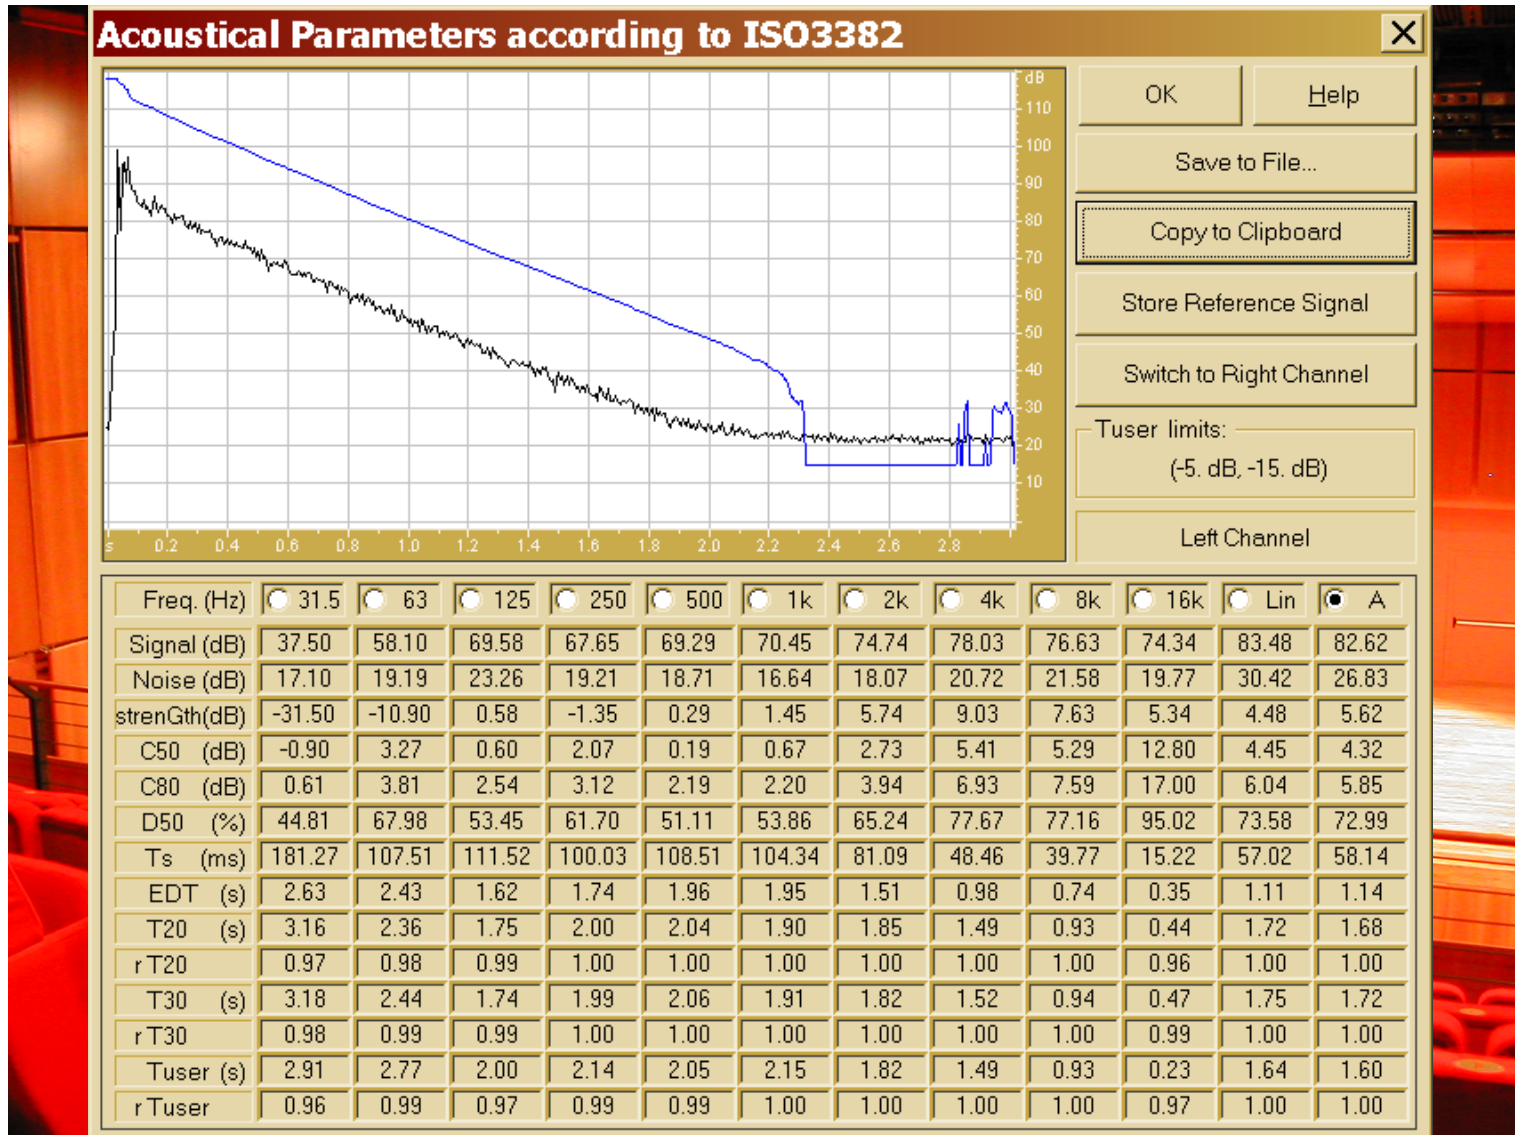 Acoustical Parameters according to ISO3382
dB
110
100
90
80
70
60
50
40
30
20
10
s 0.2 0.4 0.6 0.8 1.0 1.2 1.4 1.6 1.8 2.0 2.2 2.4 2.6 2.8
OK Help
Save to File...
Copy to Clipboard
Store Reference Signal
Switch to Right Channel
Tuser limits:
(-5. dB, -15. dB)
Left Channel
Freq. (Hz) 31.5 63 125 250 500 1k 2k 4k 8k 16k Lin A
Signal (dB) 37.50 58.10 69.58 67.65 69.29 70.45 74.74 78.03 76.63 74.34 83.48 82.62
Noise (dB) 17.10 19.19 23.26 19.21 18.71 16.64 18.07 20.72 21.58 19.77 30.42 26.83
strenGth(dB) -31.50 -10.90 0.58 -1.35 0.29 1.45 5.74 9.03 7.63 5.34 4.48 5.62
C50 (dB) -0.90 3.27 0.60 2.07 0.19 0.67 2.73 5.41 5.29 12.80 4.45 4.32
C80 (dB) 0.61 3.81 2.54 3.12 2.19 2.20 3.94 6.93 7.59 17.00 6.04 5.85
D50 (%) 44.81 67.98 53.45 61.70 51.11 53.86 65.24 77.67 77.16 95.02 73.58 72.99
Ts (ms) 181.27 107.51 111.52 100.03 108.51 104.34 81.09 48.46 39.77 15.22 57.02 58.14
EDT (s) 2.63 2.43 1.62 1.74 1.96 1.95 1.51 0.98 0.74 0.35 1.11 1.14
T20 (s) 3.16 2.36 1.75 2.00 2.04 1.90 1.85 1.49 0.93 0.44 1.72 1.68
r T20 0.97 0.98 0.99 1.00 1.00 1.00 1.00 1.00 1.00 0.96 1.00 1.00
T30 (s) 3.18 2.44 1.74 1.99 2.06 1.91 1.82 1.52 0.94 0.47 1.75 1.72
r T30 0.98 0.99 0.99 1.00 1.00 1.00 1.00 1.00 1.00 0.99 1.00 1.00
Tuser (s) 2.91 2.77 2.00 2.14 2.05 2.15 1.82 1.49 0.93 0.23 1.64 1.60
r Tuser 0.96 0.99 0.97 0.99 0.99 1.00 1.00 1.00 1.00 0.97 1.00 1.00